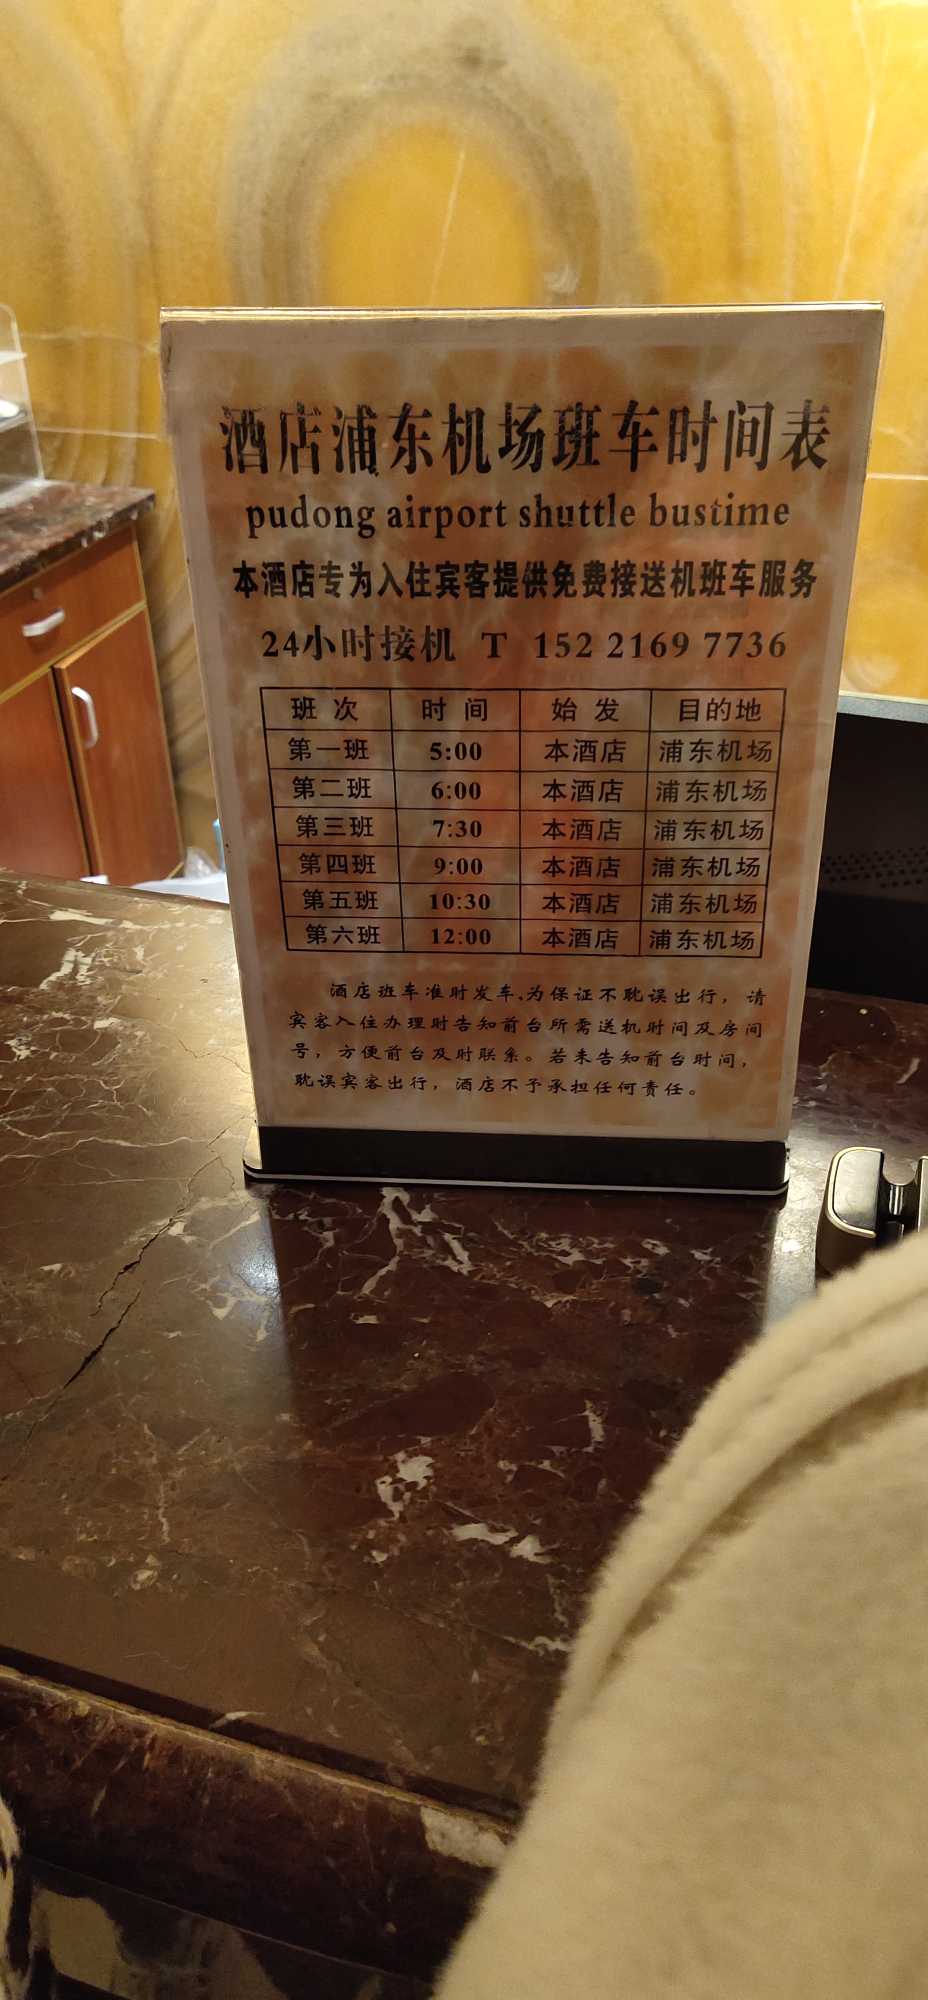 酒店浦东机场班车时间表
pudong airport shuttle bustime
本酒店专为入住宾客提供免费接送机班车服务
24小时接机 T 152 2169 7736
班次 时间 始发 目的地
第一班 5:00 本酒店 浦东机场
第二班 6:00 本酒店 浦东机场
第三班 7:30 本酒店 浦东机场
第四班 9:00 本酒店 浦东机场
第五班 10:30 本酒店 浦东机场
第六班 12:00 本酒店 浦东机场
酒店班车准时发车,为保证不耽误出行，请
宾客入住办理时告知前台所需送机时间及房间
号，方便前台及时联系。若未告知前台时间，
耽误宾客出行，酒店不予承担任何责任。